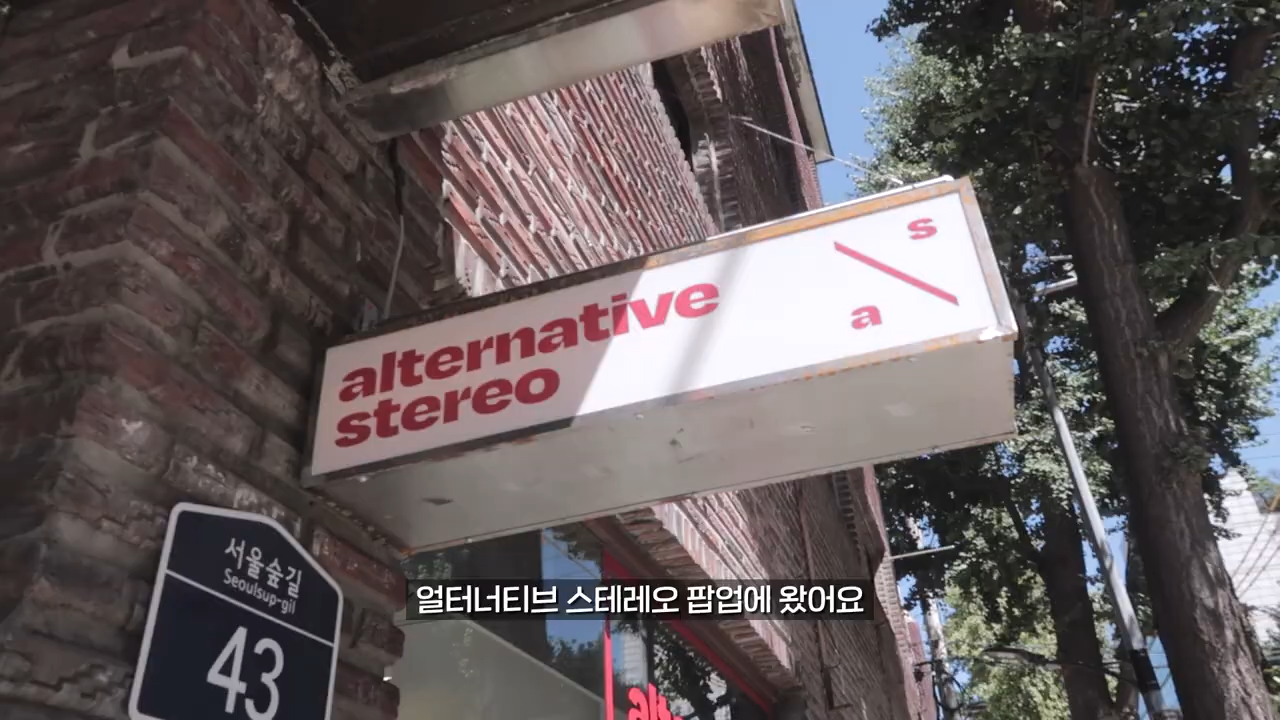 alternative
stereo
s
a
서울숲길
Seoulsup-gil
43
얼터너티브 스테레오 팝업에 왔어요